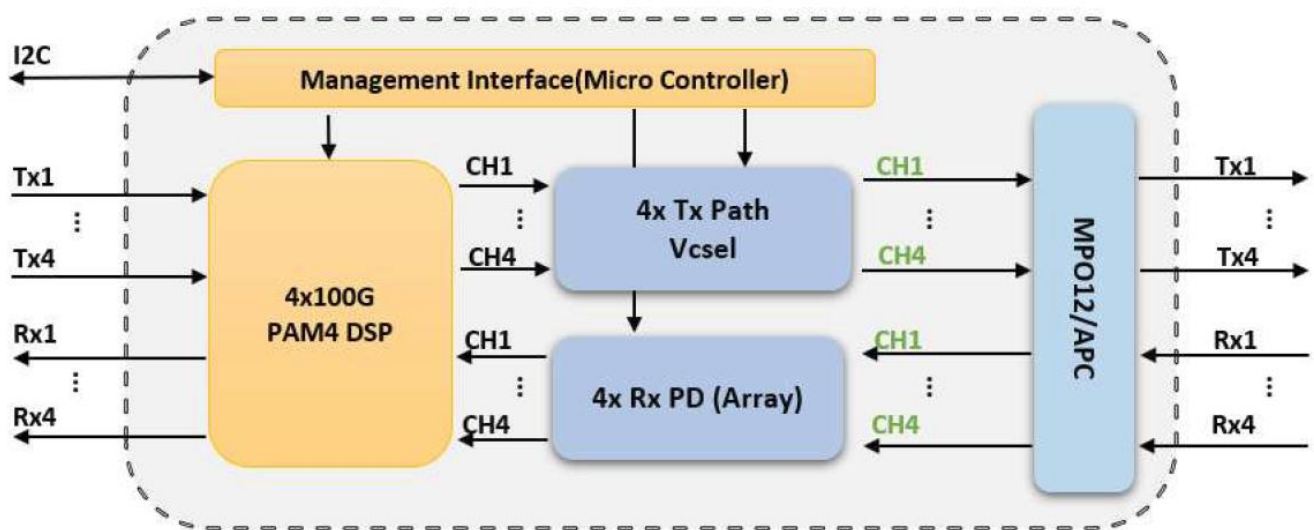 I2C
Management Interface(Micro Controller)
Tx1
CH1
CH1
Tx1
...
...
...
...
4x Tx Path
Vcsel
Tx4
CH4
CH4
Tx4
4x100G
PAM4 DSP
MPO12/APC
Rx1
CH1
CH1
Rx1
...
...
...
...
4x Rx PD (Array)
Rx4
CH4
CH4
Rx4